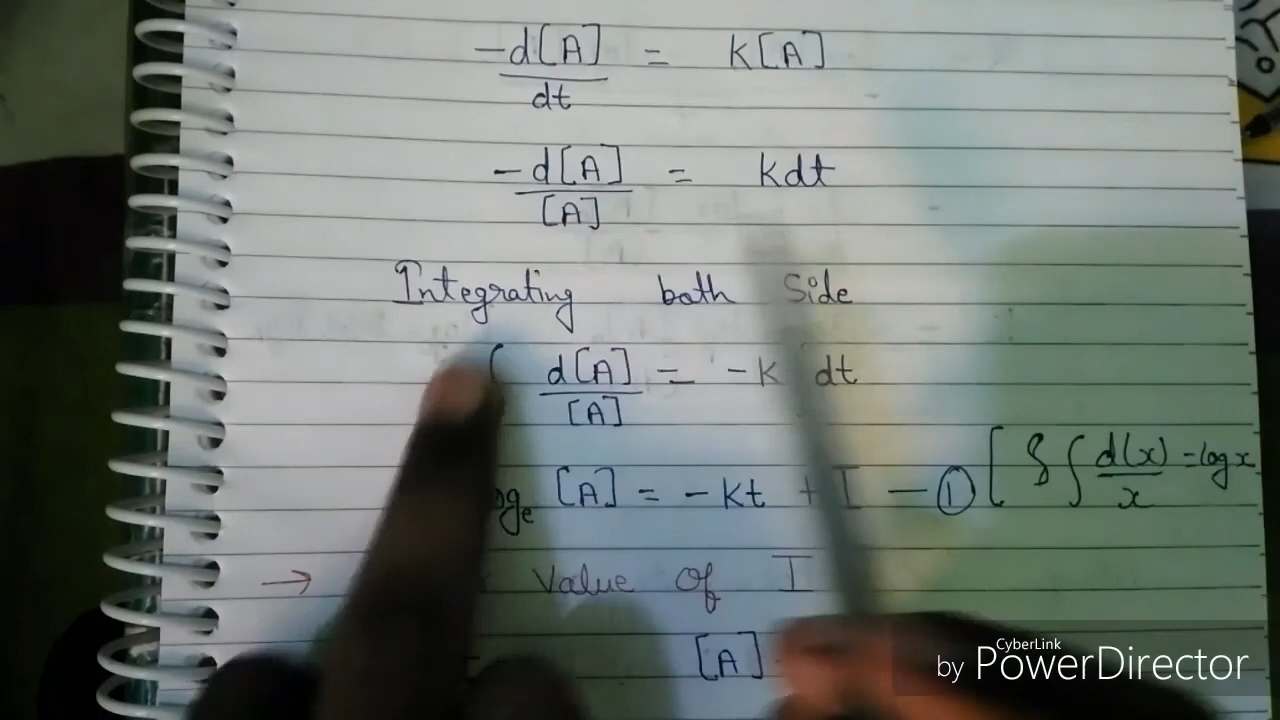 -d[A] = K[A]
dt
-d[A] = Kdt
[A]
Integrating both Side
∫ d[A] = -K dt
[A]
[A] = -Kt + I - ① [ ∫ d(x) = log x
x
→ Value of I
[A]
CyberLink
by PowerDirector